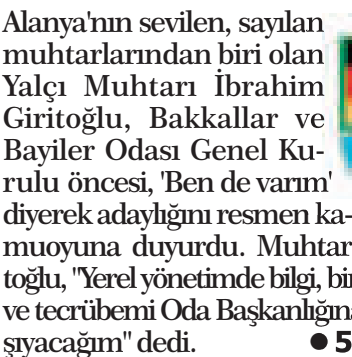 Alanya'nın sevilen, sayılan
muhtarlarından biri olan
Yalçı Muhtarı İbrahim
Giritoğlu, Bakkallar ve
Bayiler Odası Genel Ku-
rulu öncesi, 'Ben de varım'
diyerek adaylığını resmen ka-
muoyuna duyurdu. Muhtar
toğlu, "Yerel yönetimde bilgi, bir
ve tecrübemi Oda Başkanlığına
şıyacağım" dedi. ● 5